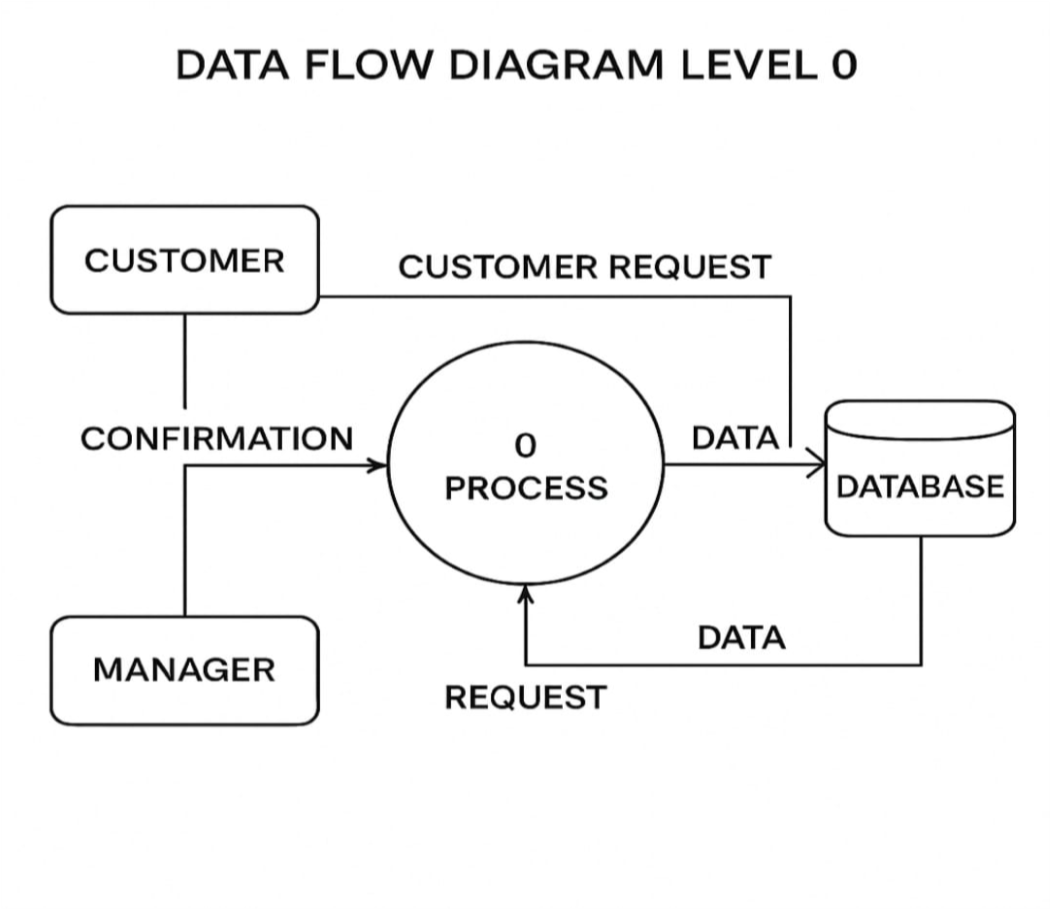 DATA FLOW DIAGRAM LEVEL 0
CUSTOMER
CUSTOMER REQUEST
CONFIRMATION
0
PROCESS
DATA
DATABASE
MANAGER
DATA
REQUEST